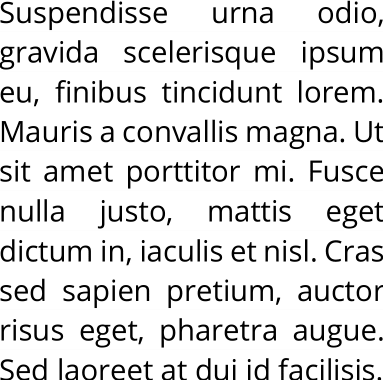 Suspendisse urna odio,
gravida scelerisque ipsum
eu, finibus tincidunt lorem.
Mauris a convallis magna. Ut
sit amet porttitor mi. Fusce
nulla justo, mattis eget
dictum in, iaculis et nisl. Cras
sed sapien pretium, auctor
risus eget, pharetra augue.
Sed laoreet at dui id facilisis.